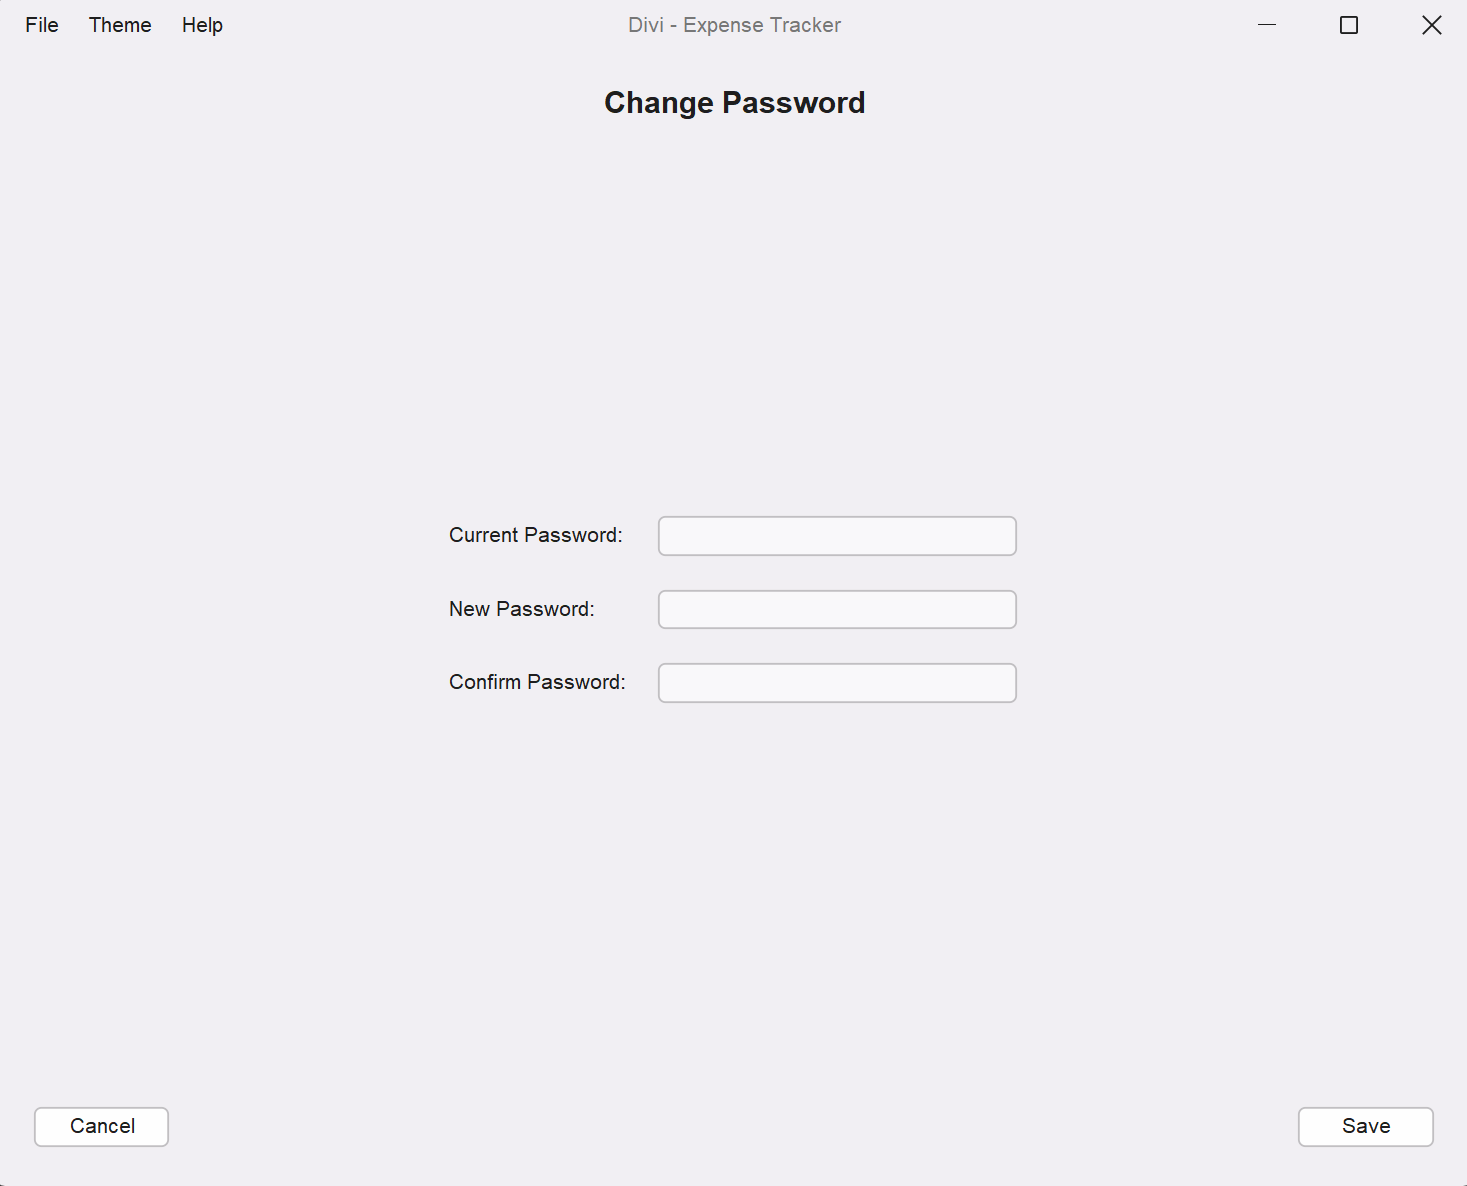 File Theme Help Divi - Expense Tracker
Change Password
Current Password:
New Password:
Confirm Password:
Cancel Save